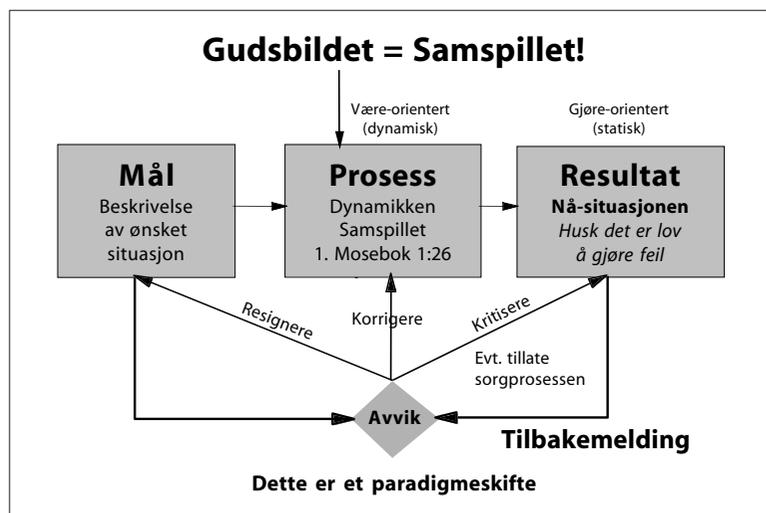 Gudsbildet = Samspillet!
Være-orientert
(dynamisk)
Gjøre-orientert
(statisk)
Mål
Beskrivelse
av ønsket
situasjon
Prosess
Dynamikken
Samspillet
1. Mosebok 1:26
Resultat
Nå-situasjonen
Husk det er lov
å gjøre feil
Resignere
Korrigere
Kritisere
Evt. tillate
sorgprosessen
Avvik
Tilbakemelding
Dette er et paradigmeskifte